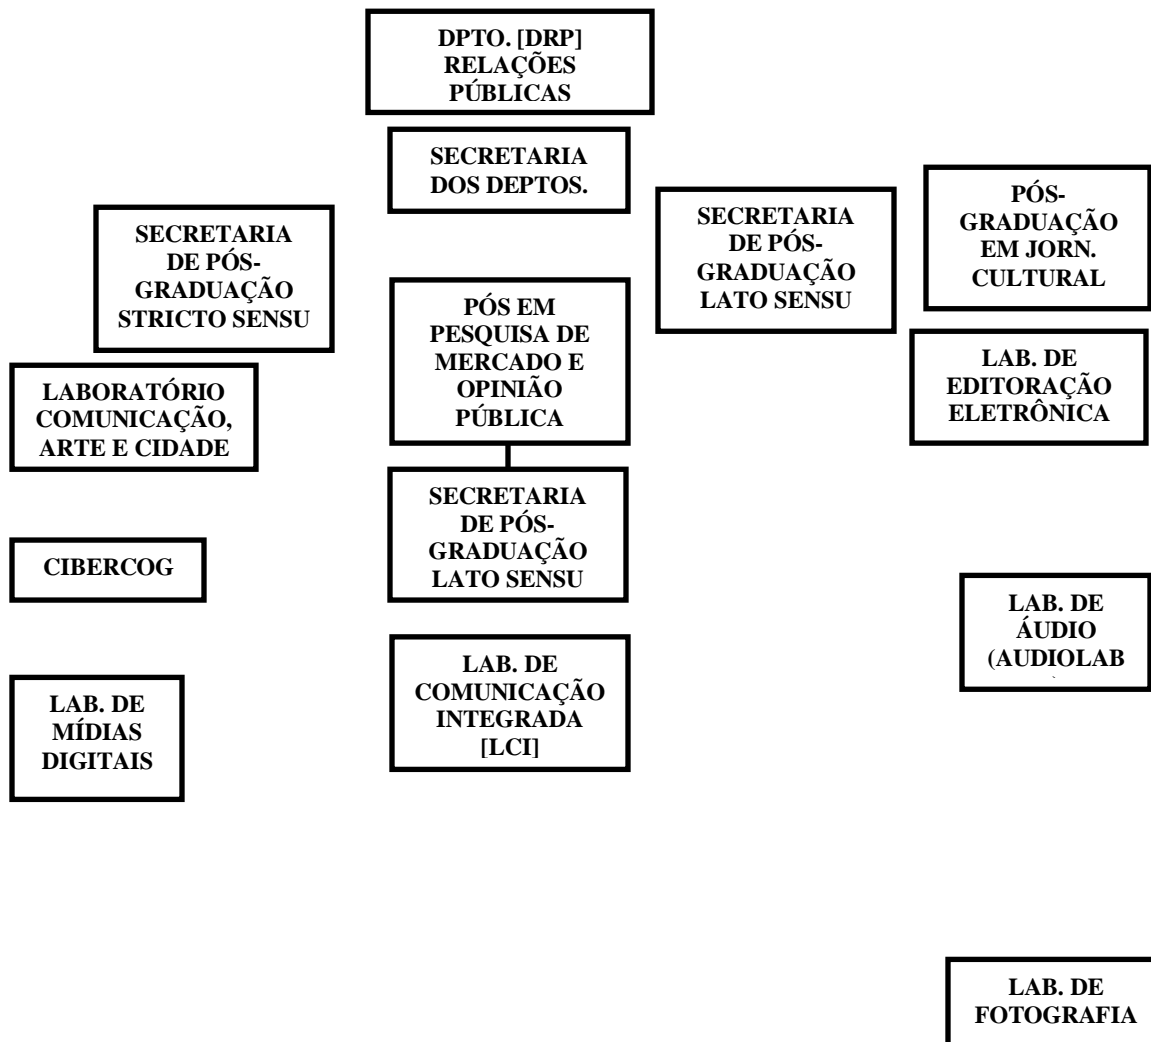 DPTO. [DRP]
RELAÇÕES
PÚBLICAS
SECRETARIA
DOS DEPTOS.
SECRETARIA
DE PÓS-
GRADUAÇÃO
STRICTO SENSU
SECRETARIA
DE PÓS-
GRADUAÇÃO
LATO SENSU
PÓS-
GRADUAÇÃO
EM JORN.
CULTURAL
PÓS EM
PESQUISA DE
MERCADO E
OPINIÃO
PÚBLICA
LAB. DE
EDITORAÇÃO
ELETRÔNICA
LABORATÓRIO
COMUNICAÇÃO,
ARTE E CIDADE
SECRETARIA
DE PÓS-
GRADUAÇÃO
LATO SENSU
CIBERCOG
LAB. DE
ÁUDIO
(AUDIOLAB
LAB. DE
COMUNICAÇÃO
INTEGRADA
[LCI]
LAB. DE
MÍDIAS
DIGITAIS
LAB. DE
FOTOGRAFIA